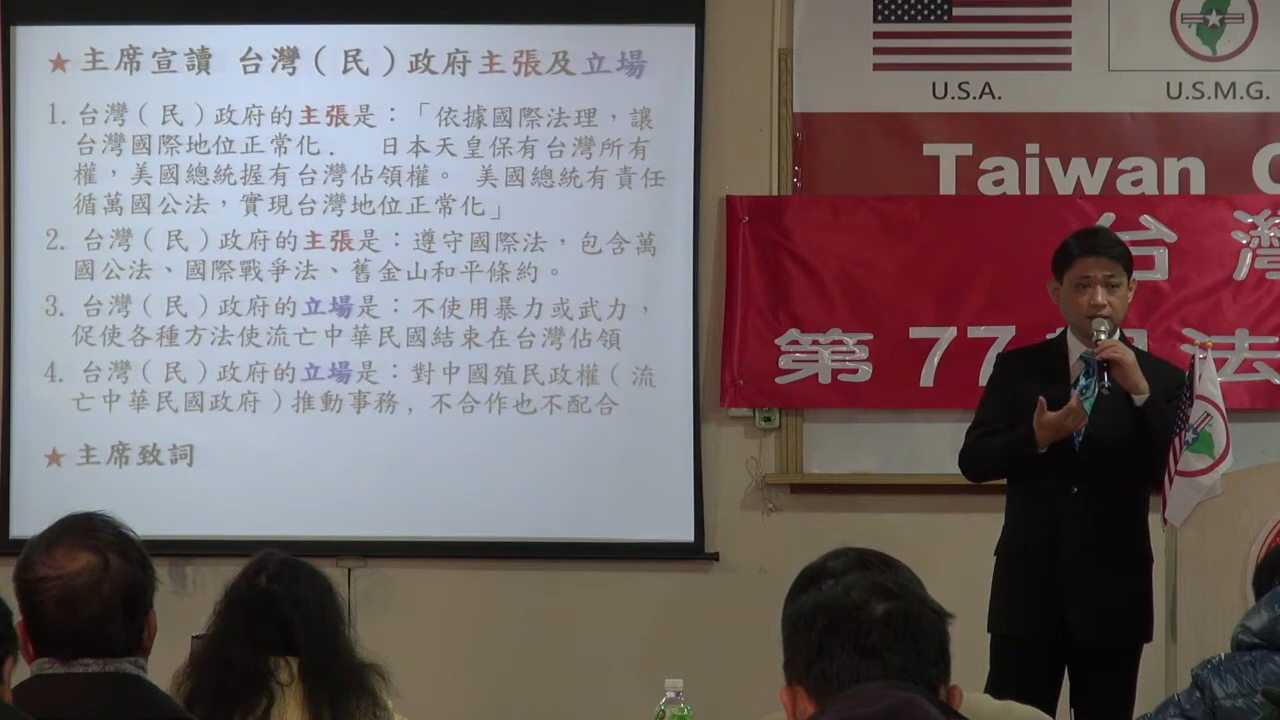 ★ 主席宣讀 台灣(民)政府主張及立場
1. 台灣(民)政府的主張是:「依據國際法理,讓
台灣國際地位正常化. 日本天皇保有台灣所有
權,美國總統握有台灣佔領權。 美國總統有責任
循萬國公法,實現台灣地位正常化」
2. 台灣(民)政府的主張是:遵守國際法,包含萬
國公法、國際戰爭法、舊金山和平條約。
3. 台灣(民)政府的立場是:不使用暴力或武力,
促使各種方法使流亡中華民國結束在台灣佔領
4. 台灣(民)政府的立場是:對中國殖民政權(流
亡中華民國政府)推動事務, 不合作也不配合
★ 主席致詞
U.S.A.
U.S.M.G.
Taiwan C
台灣
第77 法